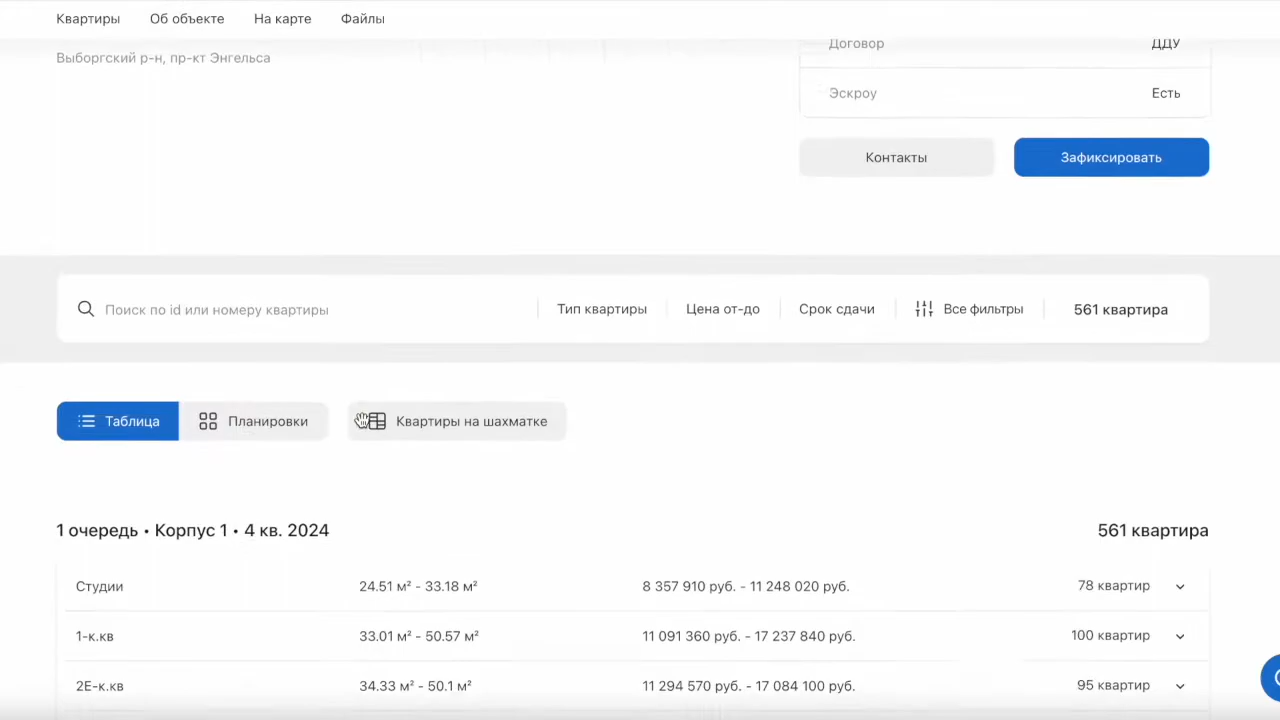 Квартиры Об объекте На карте Файлы
Договор ДДУ
Выборгский р-н, пр-кт Энгельса
Эскроу Есть
Контакты Зафиксировать
Поиск по id или номеру квартиры Тип квартиры Цена от-до Срок сдачи Все фильтры 561 квартира
Таблица Планировки Квартиры на шахматке
1 очередь • Корпус 1 • 4 кв. 2024 561 квартира
Студии 24.51 м² - 33.18 м² 8 357 910 руб. - 11 248 020 руб. 78 квартир
1-к.кв 33.01 м² - 50.57 м² 11 091 360 руб. - 17 237 840 руб. 100 квартир
2Е-к.кв 34.33 м² - 50.1 м² 11 294 570 руб. - 17 084 100 руб. 95 квартир